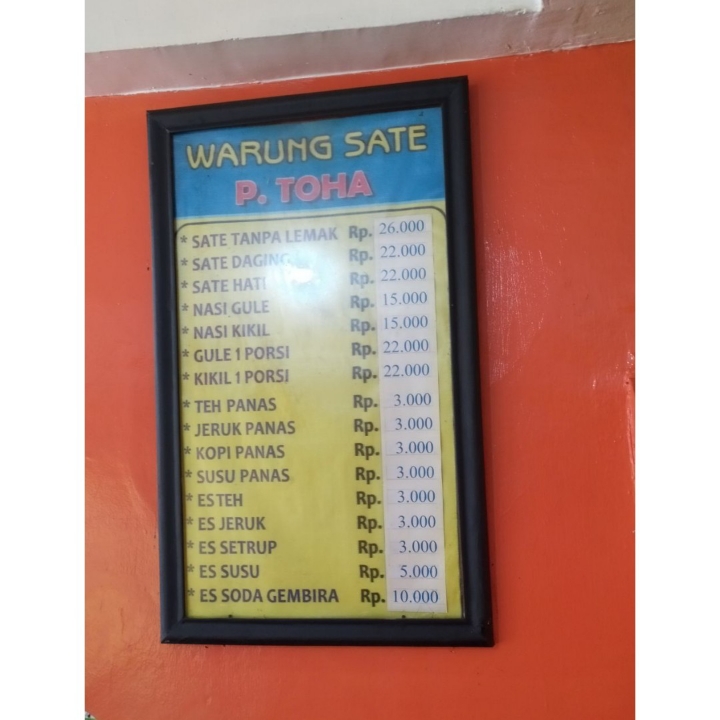 WARUNG SATE
P. TOHA
* SATE TANPA LEMAK Rp. 26.000
* SATE DAGING Rp. 22.000
* SATE HATI Rp. 22.000
* NASI GULE Rp. 15.000
* NASI KIKIL Rp. 15.000
* GULE 1 PORSI Rp. 22.000
* KIKIL 1 PORSI Rp. 22.000
* TEH PANAS Rp. 3.000
* JERUK PANAS Rp. 3.000
* KOPI PANAS Rp. 3.000
* SUSU PANAS Rp. 3.000
* ES TEH Rp. 3.000
* ES JERUK Rp. 3.000
* ES SETRUP Rp. 3.000
* ES SUSU Rp. 5.000
* ES SODA GEMBIRA Rp. 10.000